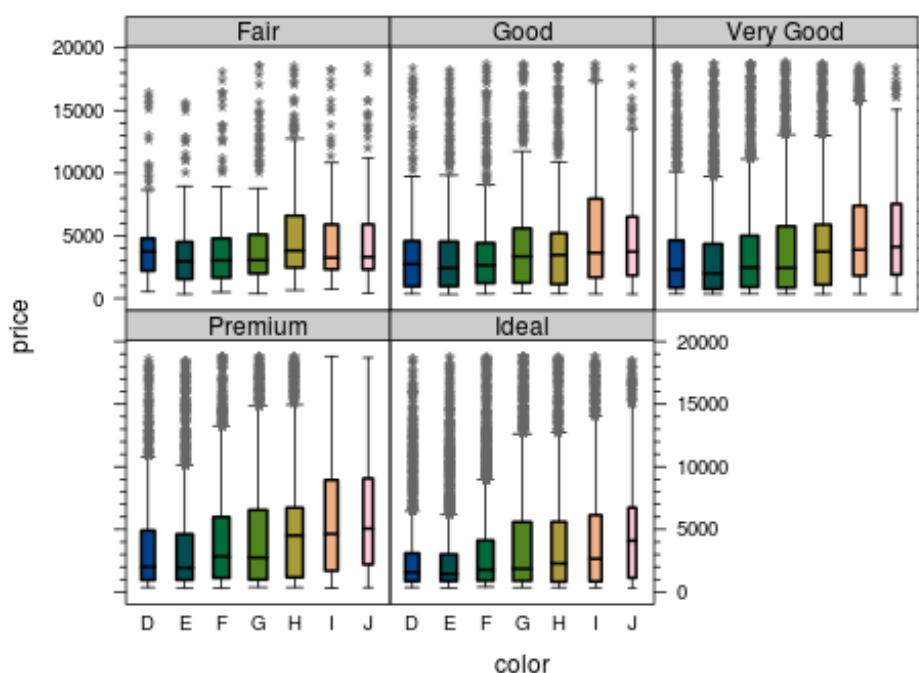 Fair Good Very Good
20000
15000
10000
5000
0
price
Premium Ideal
20000
15000
10000
5000
0
D E F G H I J D E F G H I J
color